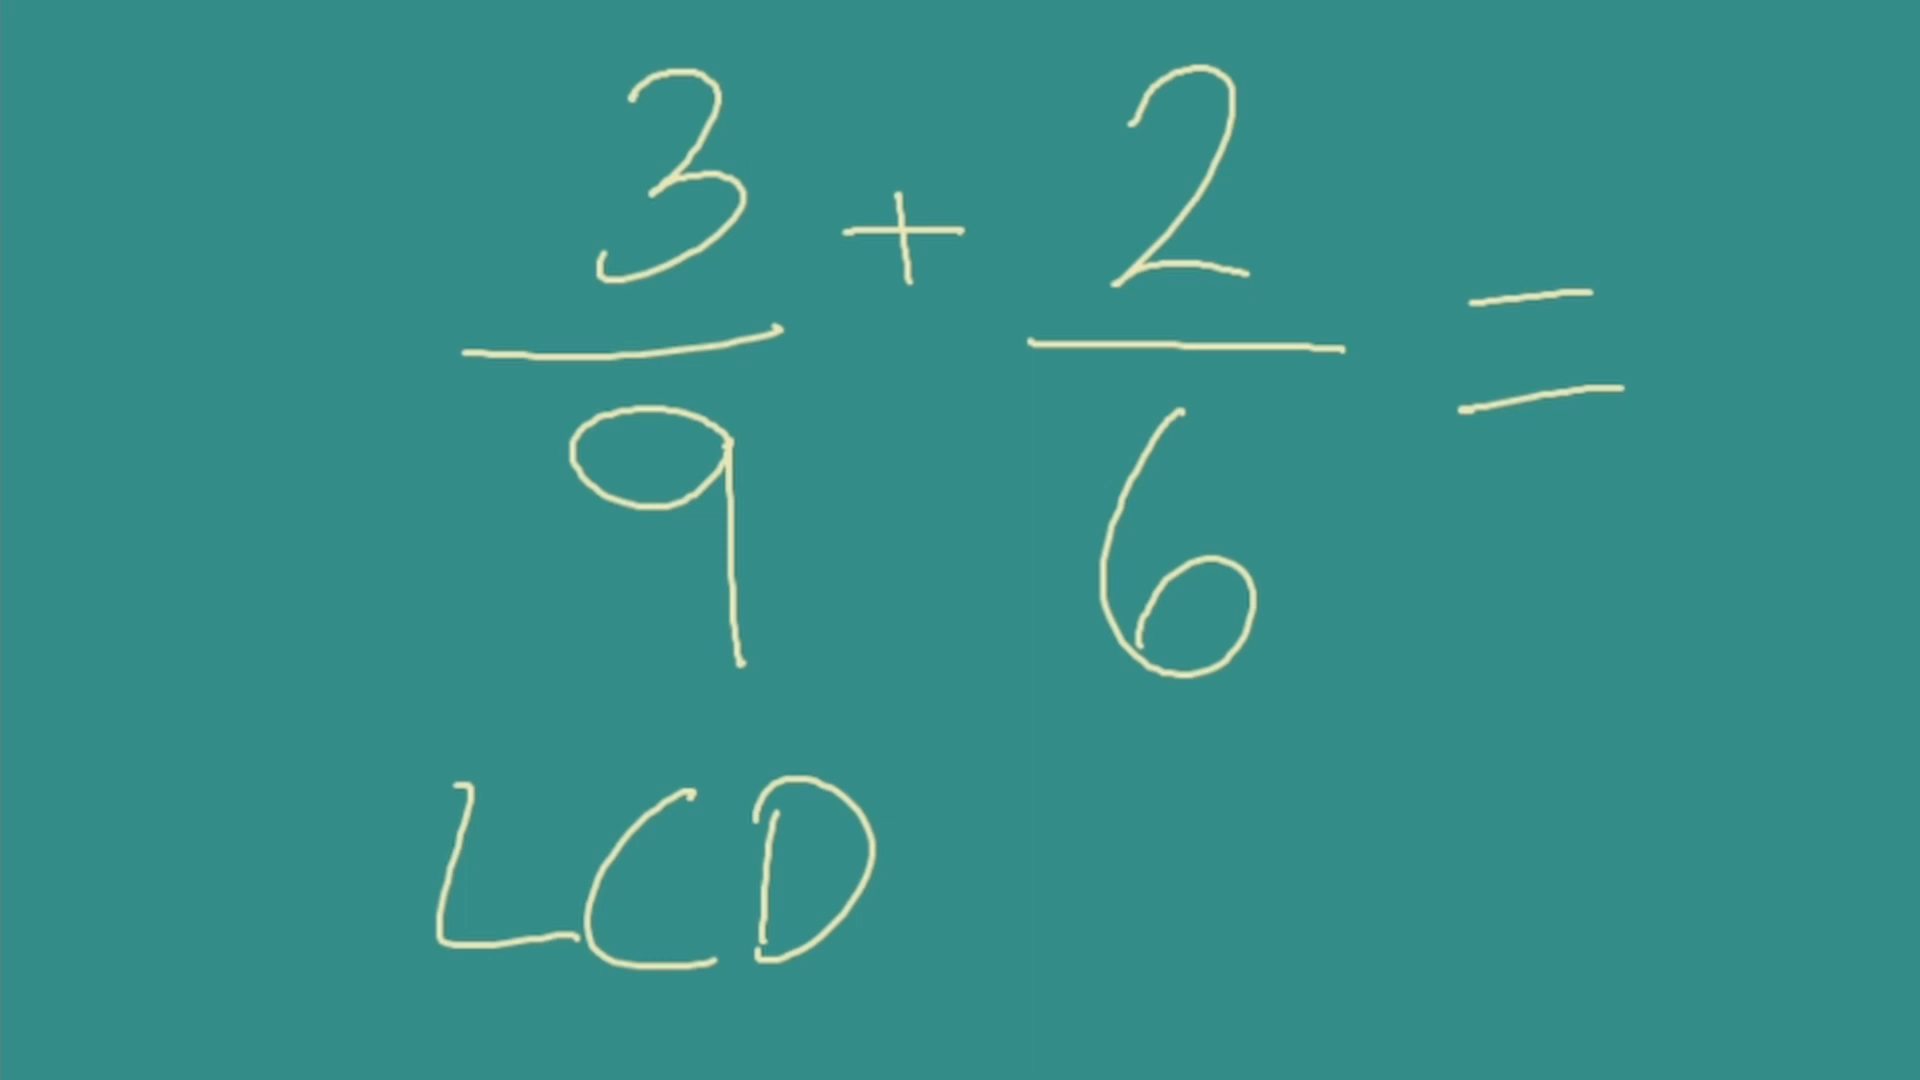 3/9 + 2/6 =
LCD